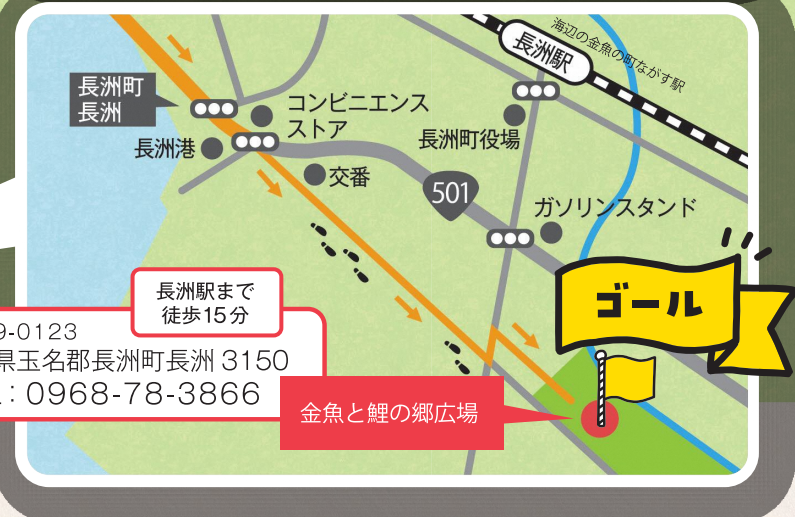 海辺の金魚の町ながす駅
長洲駅
長洲町
長洲
コンビニエンス
ストア
長洲港
長洲町役場
交番
501
ガソリンスタンド
ゴール
長洲駅まで
徒歩15分
9-0123
県玉名郡長洲町長洲 3150
: 0968-78-3866
金魚と鯉の郷広場